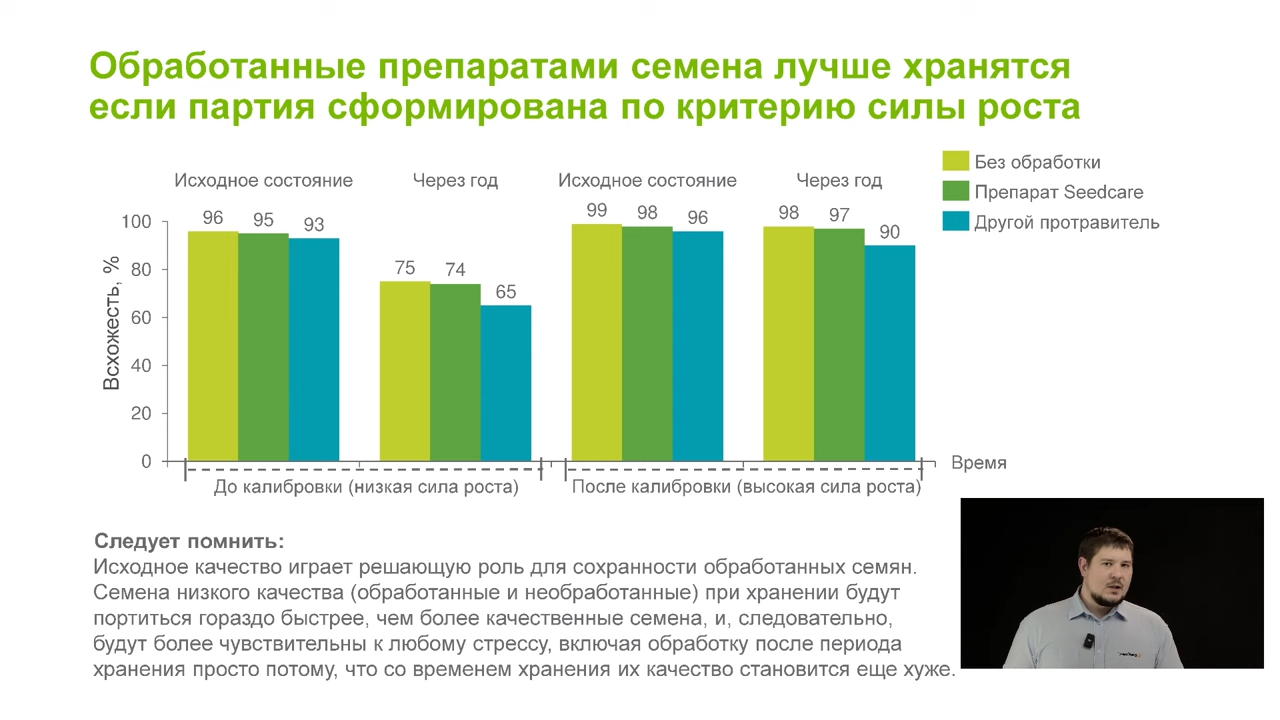 Обработанные препаратами семена лучше хранятся
если партия сформирована по критерию силы роста
Без обработки
Препарат Seedcare
Другой протравитель
Исходное состояние
Через год
Исходное состояние
Через год
Всхожесть, %
100
80
60
40
20
0
96
95
93
75
74
65
99
98
96
98
97
90
Время
До калибровки (низкая сила роста)
После калибровки (высокая сила роста)
Следует помнить:
Исходное качество играет решающую роль для сохранности обработанных семян.
Семена низкого качества (обработанные и необработанные) при хранении будут
портиться гораздо быстрее, чем более качественные семена, и, следовательно,
будут более чувствительны к любому стрессу, включая обработку после периода
хранения просто потому, что со временем хранения их качество становится еще хуже.